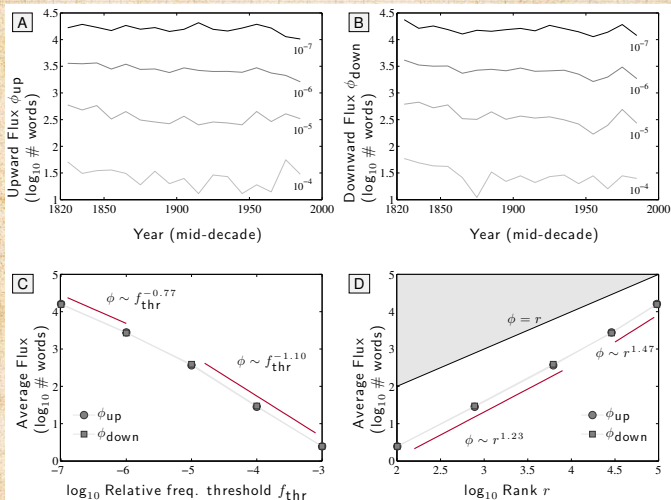 A
Upward Flux ϕup
(log10 # words)
4.5
4
3.5
3
2.5
2
1.5
1
10-7
10-6
10-5
10-4
1820
1850
1900
1950
2000
Year (mid-decade)
B
Downward Flux ϕdown
(log10 # words)
4.5
4
3.5
3
2.5
2
1.5
1
10-7
10-6
10-5
10-4
1820
1850
1900
1950
2000
Year (mid-decade)
C
Average Flux
(log10 # words)
5
4
3
2
1
0
ϕ ∼ fthr-0.77
ϕ ∼ fthr-1.10
ϕup
ϕdown
-7
-6
-5
-4
-3
log10 Relative freq. threshold fthr
D
Average Flux
(log10 # words)
5
4
3
2
1
0
ϕ = r
ϕ ∼ r1.47
ϕ ∼ r1.23
ϕup
ϕdown
2
2.5
3
3.5
4
4.5
5
log10 Rank r